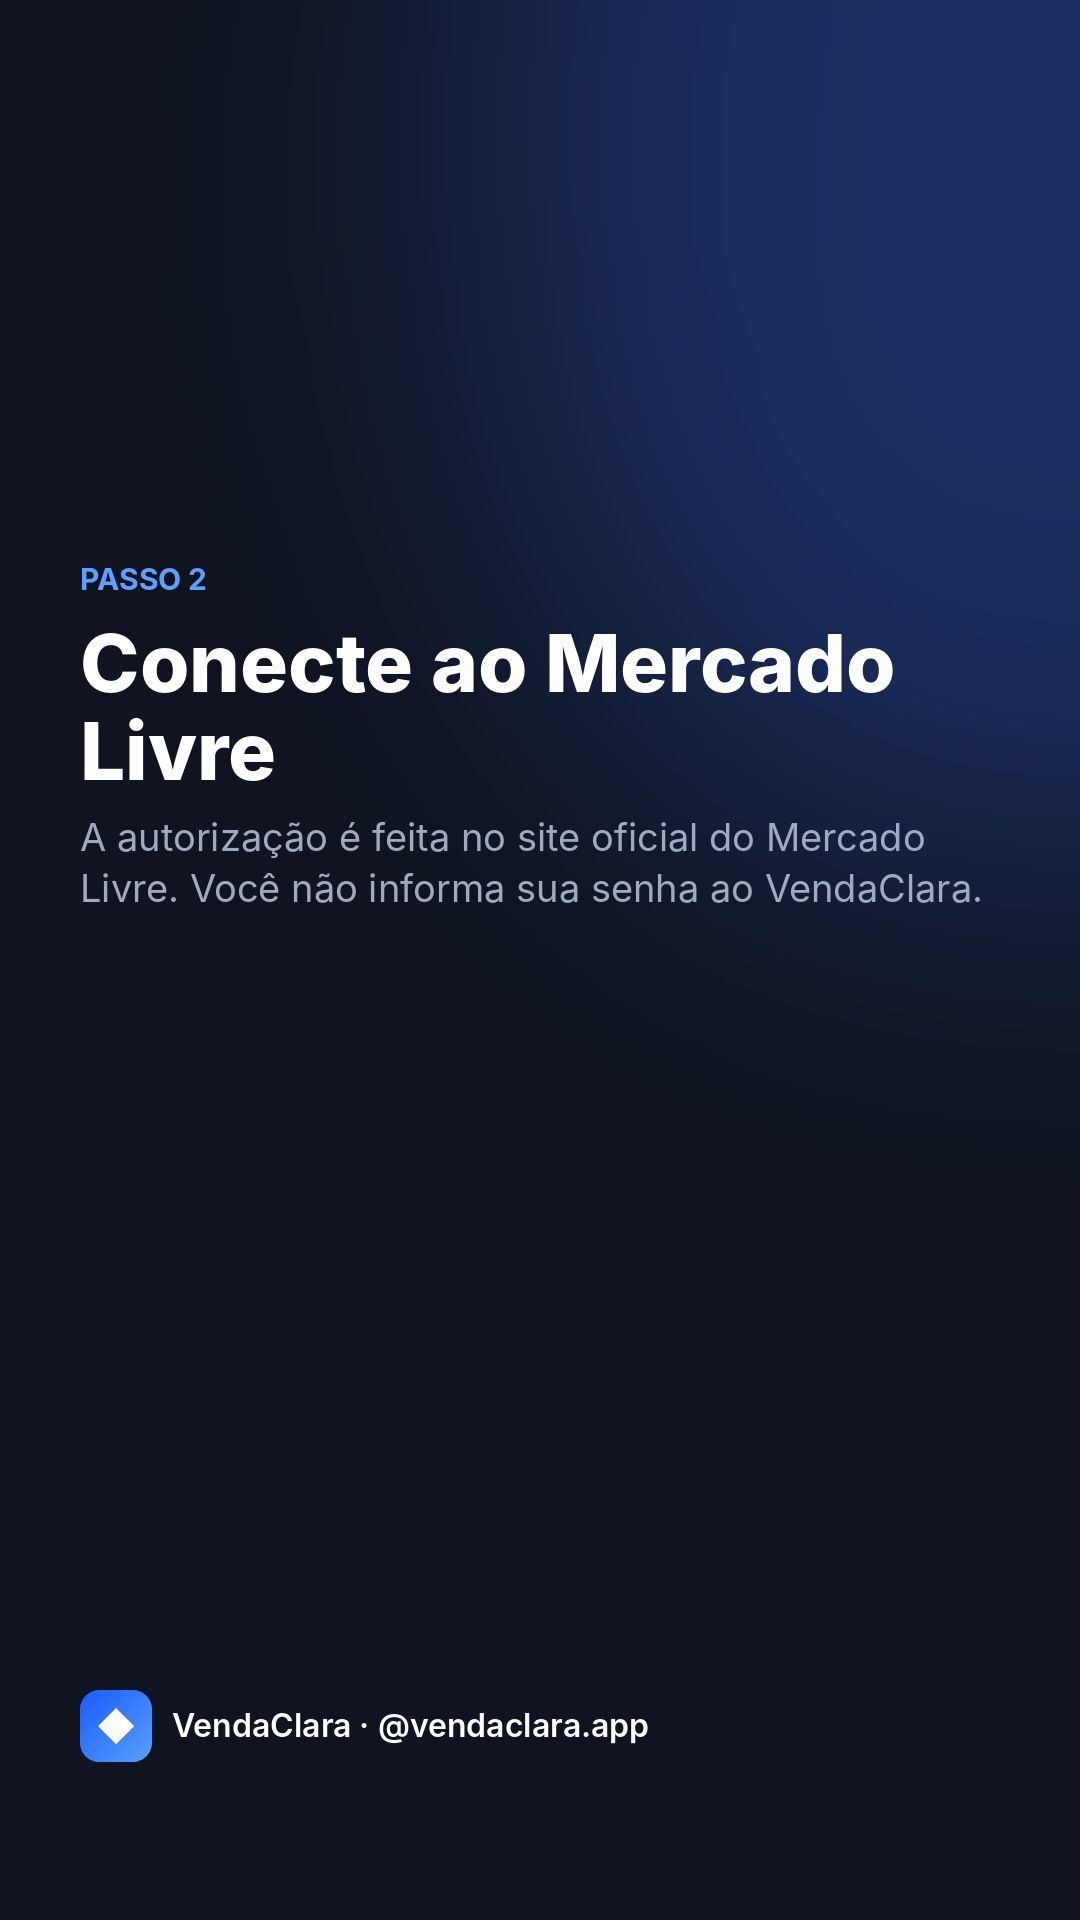 PASSO 2
Conecte ao Mercado
Livre
A autorização é feita no site oficial do Mercado
Livre. Você não informa sua senha ao VendaClara.
VendaClara · @vendaclara.app